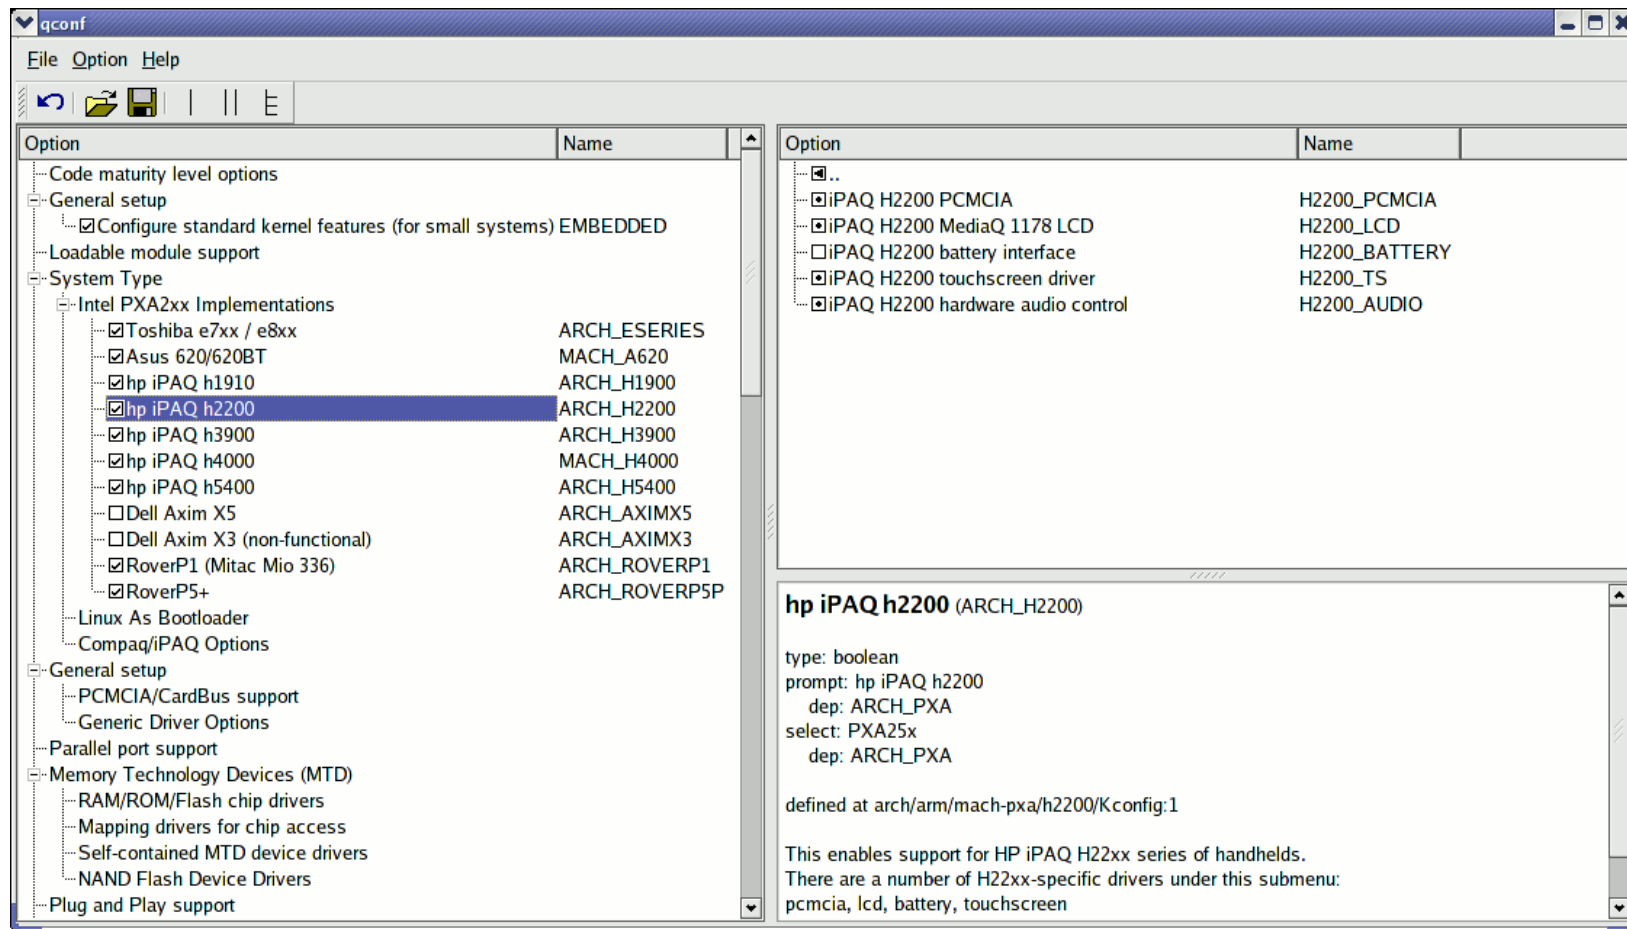 qconf
File Option Help
Option Name
Code maturity level options
General setup
Configure standard kernel features (for small systems) EMBEDDED
Loadable module support
System Type
Intel PXA2xx Implementations
Toshiba e7xx / e8xx ARCH_ESERIES
Asus 620/620BT MACH_A620
hp iPAQ h1910 ARCH_H1900
hp iPAQ h2200 ARCH_H2200
hp iPAQ h3900 ARCH_H3900
hp iPAQ h4000 MACH_H4000
hp iPAQ h5400 ARCH_H5400
Dell Axim X5 ARCH_AXIMX5
Dell Axim X3 (non-functional) ARCH_AXIMX3
RoverP1 (Mitac Mio 336) ARCH_ROVERP1
RoverP5+ ARCH_ROVERP5P
Linux As Bootloader
Compaq/iPAQ Options
General setup
PCMCIA/CardBus support
Generic Driver Options
Parallel port support
Memory Technology Devices (MTD)
RAM/ROM/Flash chip drivers
Mapping drivers for chip access
Self-contained MTD device drivers
NAND Flash Device Drivers
Plug and Play support
Option Name
..
iPAQ H2200 PCMCIA H2200_PCMCIA
iPAQ H2200 MediaQ 1178 LCD H2200_LCD
iPAQ H2200 battery interface H2200_BATTERY
iPAQ H2200 touchscreen driver H2200_TS
iPAQ H2200 hardware audio control H2200_AUDIO
hp iPAQ h2200 (ARCH_H2200)
type: boolean
prompt: hp iPAQ h2200
dep: ARCH_PXA
select: PXA25x
dep: ARCH_PXA
defined at arch/arm/mach-pxa/h2200/Kconfig:1
This enables support for HP iPAQ H22xx series of handhelds.
There are a number of H22xx-specific drivers under this submenu:
pcmcia, lcd, battery, touchscreen